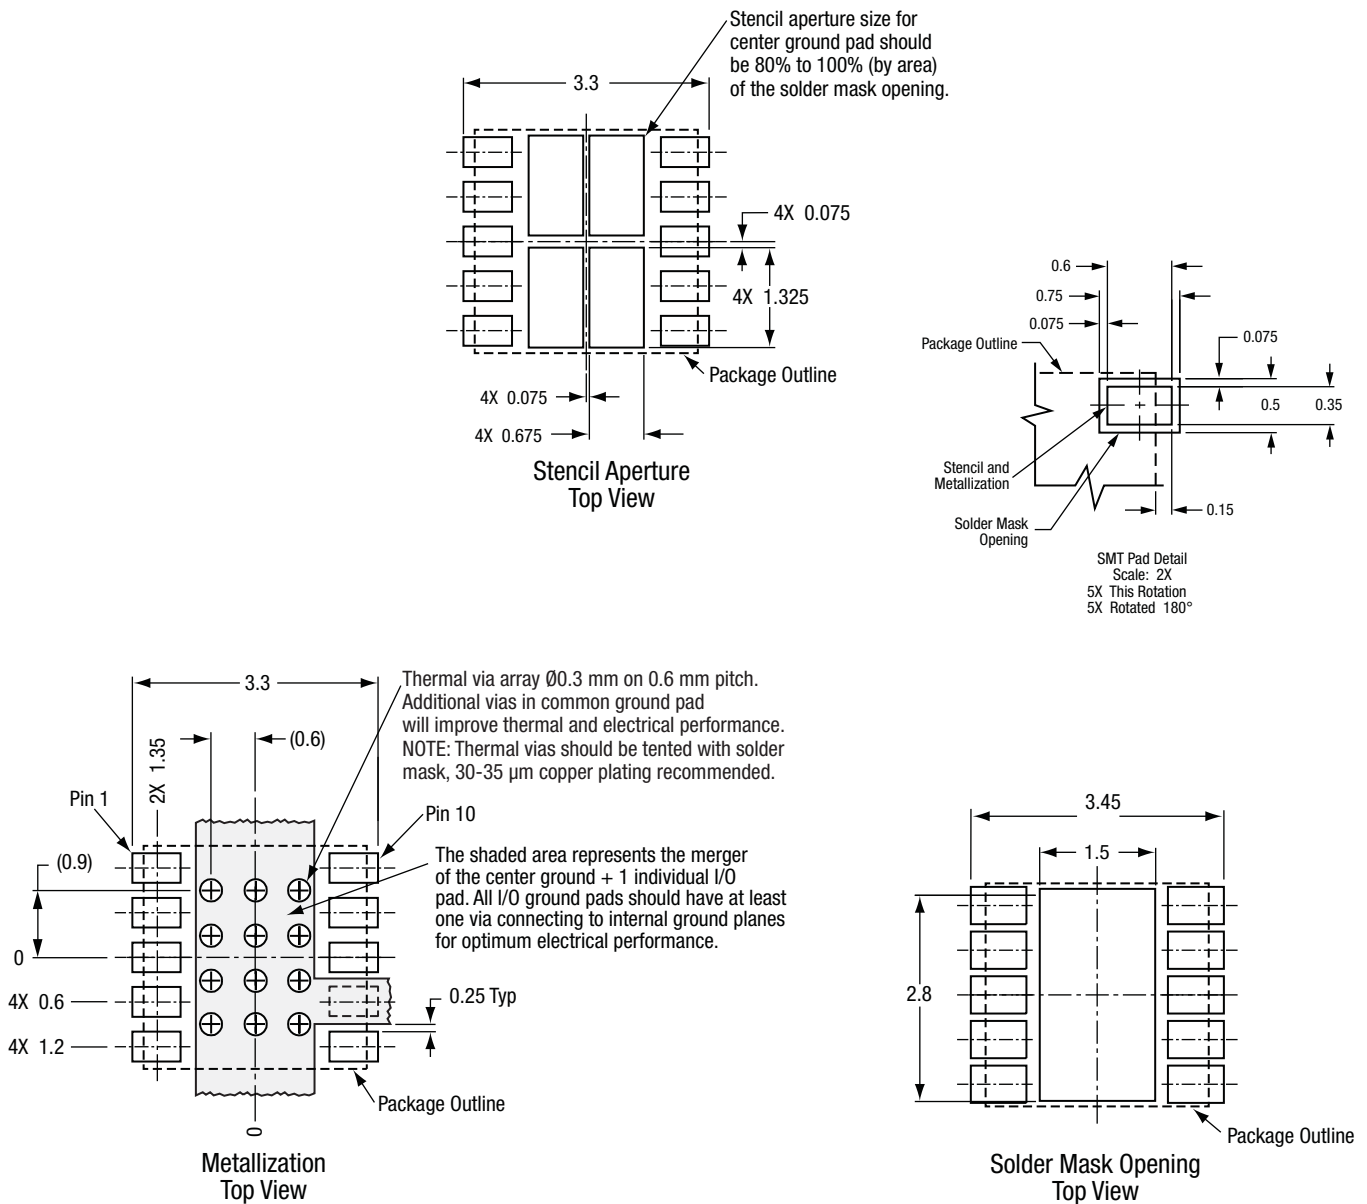 Stencil aperture size for
center ground pad should
be 80% to 100% (by area)
of the solder mask opening.
3.3
4X 0.075
4X 1.325
Package Outline
4X 0.075
4X 0.675
Stencil Aperture
Top View
0.6
0.75
0.075
0.075
Package Outline
0.5
0.35
Stencil and
Metallization
0.15
Solder Mask
Opening
SMT Pad Detail
Scale: 2X
5X This Rotation
5X Rotated 180°
3.3
(0.6)
2X 1.35
Thermal via array Ø0.3 mm on 0.6 mm pitch.
Additional vias in common ground pad
will improve thermal and electrical performance.
NOTE: Thermal vias should be tented with solder
mask, 30-35 µm copper plating recommended.
Pin 1
Pin 10
(0.9)
The shaded area represents the merger
of the center ground + 1 individual I/O
pad. All I/O ground pads should have at least
one via connecting to internal ground planes
for optimum electrical performance.
0
4X 0.6
0.25 Typ
4X 1.2
Package Outline
0
Metallization
Top View
3.45
1.5
2.8
Package Outline
Solder Mask Opening
Top View